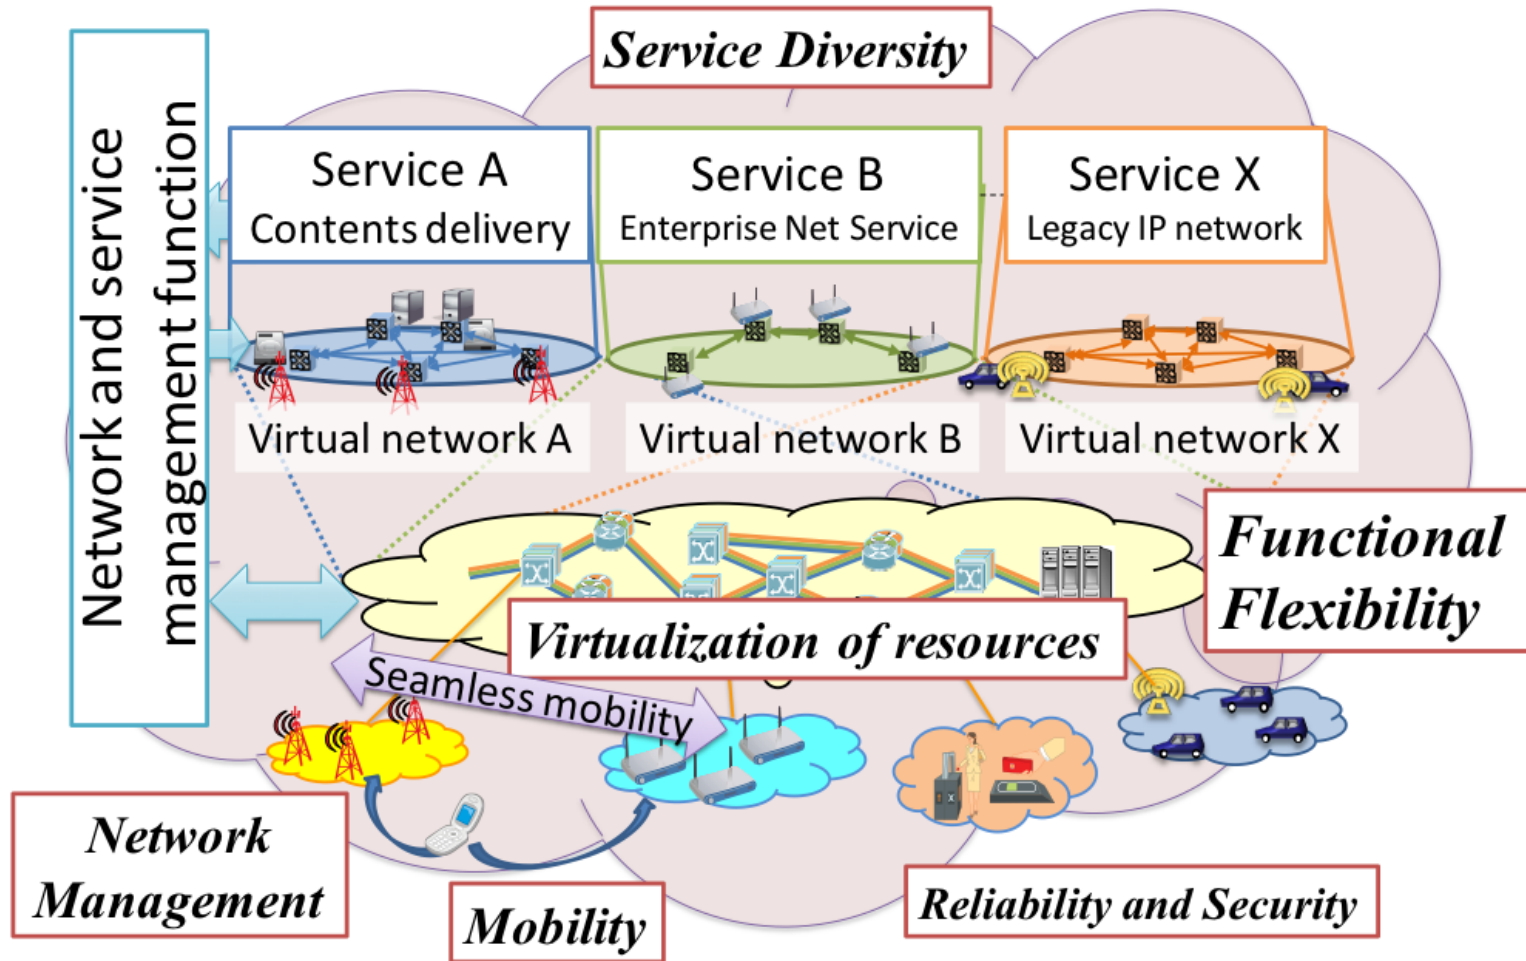 Service Diversity
Network and service
management function
Service A
Contents delivery
Service B
Enterprise Net Service
Service X
Legacy IP network
Virtual network A
Virtual network B
Virtual network X
Functional
Flexibility
Virtualization of resources
Seamless mobility
X
Network
Management
Mobility
Reliability and Security